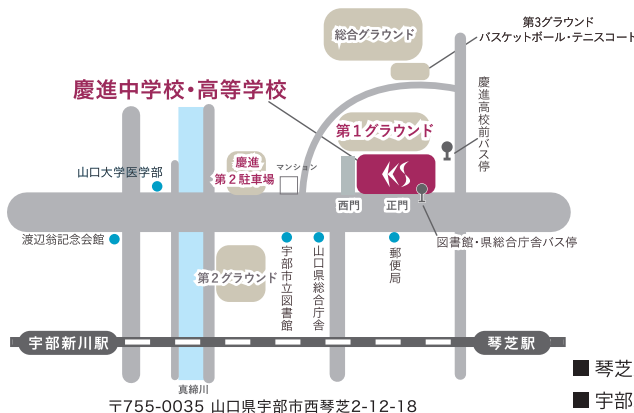 第3グラウンド
バスケットボール・テニスコート
総合グラウンド
慶進中学校・高等学校
慶進高校前バス停
第１グラウンド
慶進
第２駐車場
マンション
山口大学医学部
KS
西門
正門
渡辺翁記念会館
図書館・県総合庁舎バス停
第２グラウンド
宇部市立図書館
山口県総合庁舎
郵便局
宇部新川駅
琴芝駅
真締川
■琴芝
■宇部
〒755-0035 山口県宇部市西琴芝2-12-18